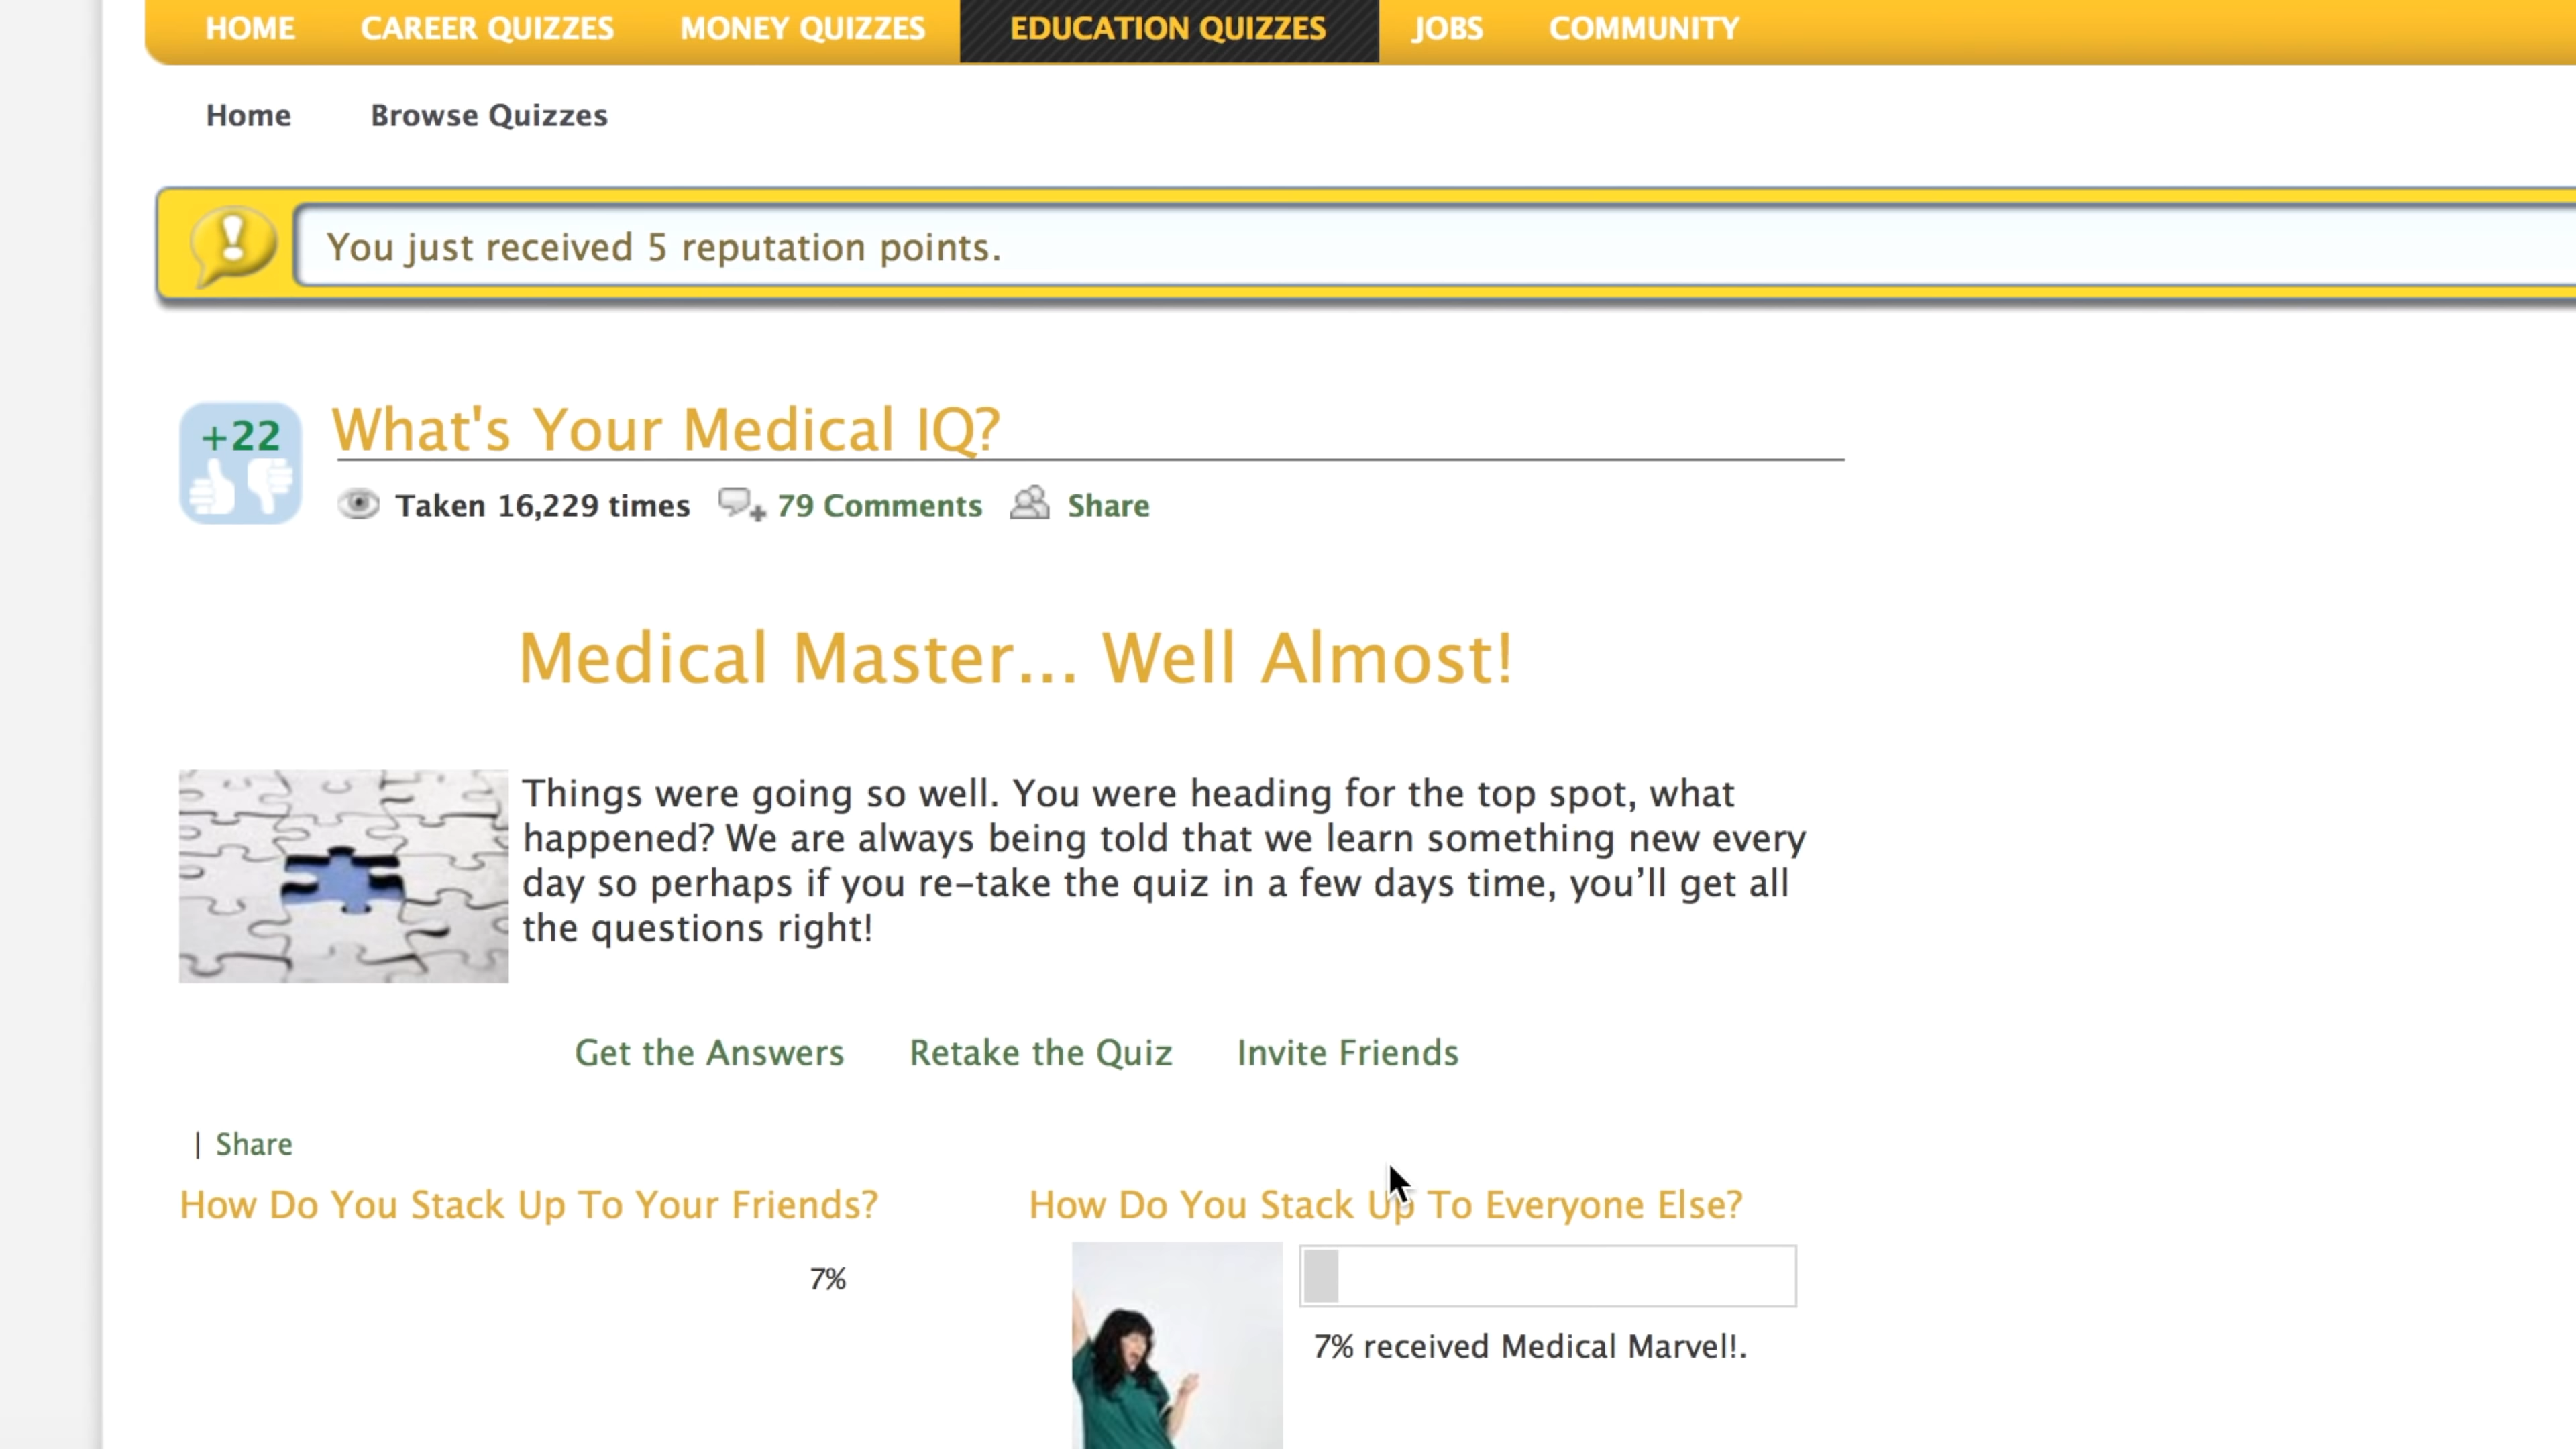 HOME CAREER QUIZZES MONEY QUIZZES EDUCATION QUIZZES JOBS COMMUNITY
Home Browse Quizzes
You just received 5 reputation points.
+22
What's Your Medical IQ?
Taken 16,229 times 79 Comments Share
Medical Master... Well Almost!
Things were going so well. You were heading for the top spot, what
happened? We are always being told that we learn something new every
day so perhaps if you re-take the quiz in a few days time, you’ll get all
the questions right!
Get the Answers Retake the Quiz Invite Friends
| Share
How Do You Stack Up To Your Friends?
7%
How Do You Stack Up To Everyone Else?
7% received Medical Marvel!.